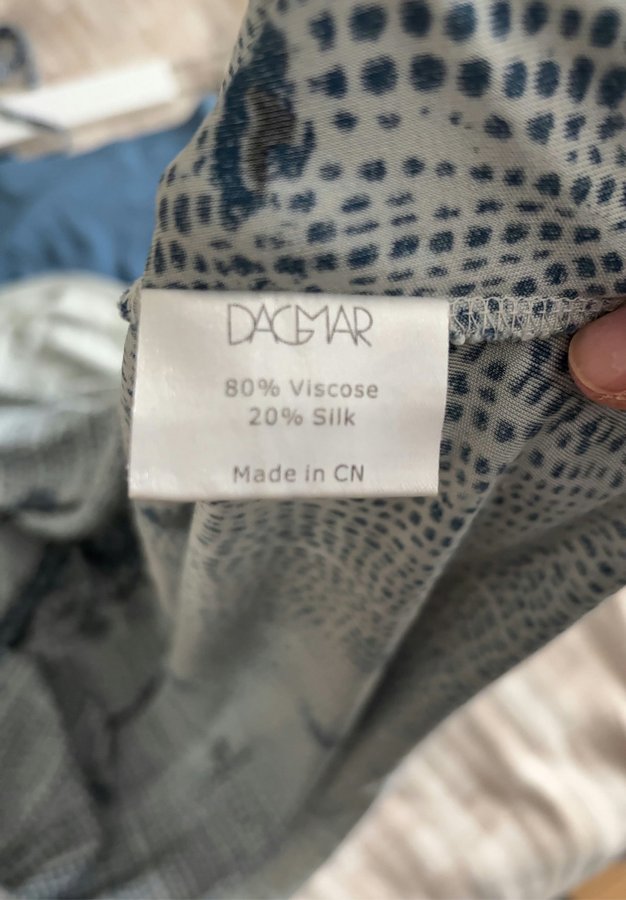 DAGMAR
80% Viscose
20% Silk
Made in CN